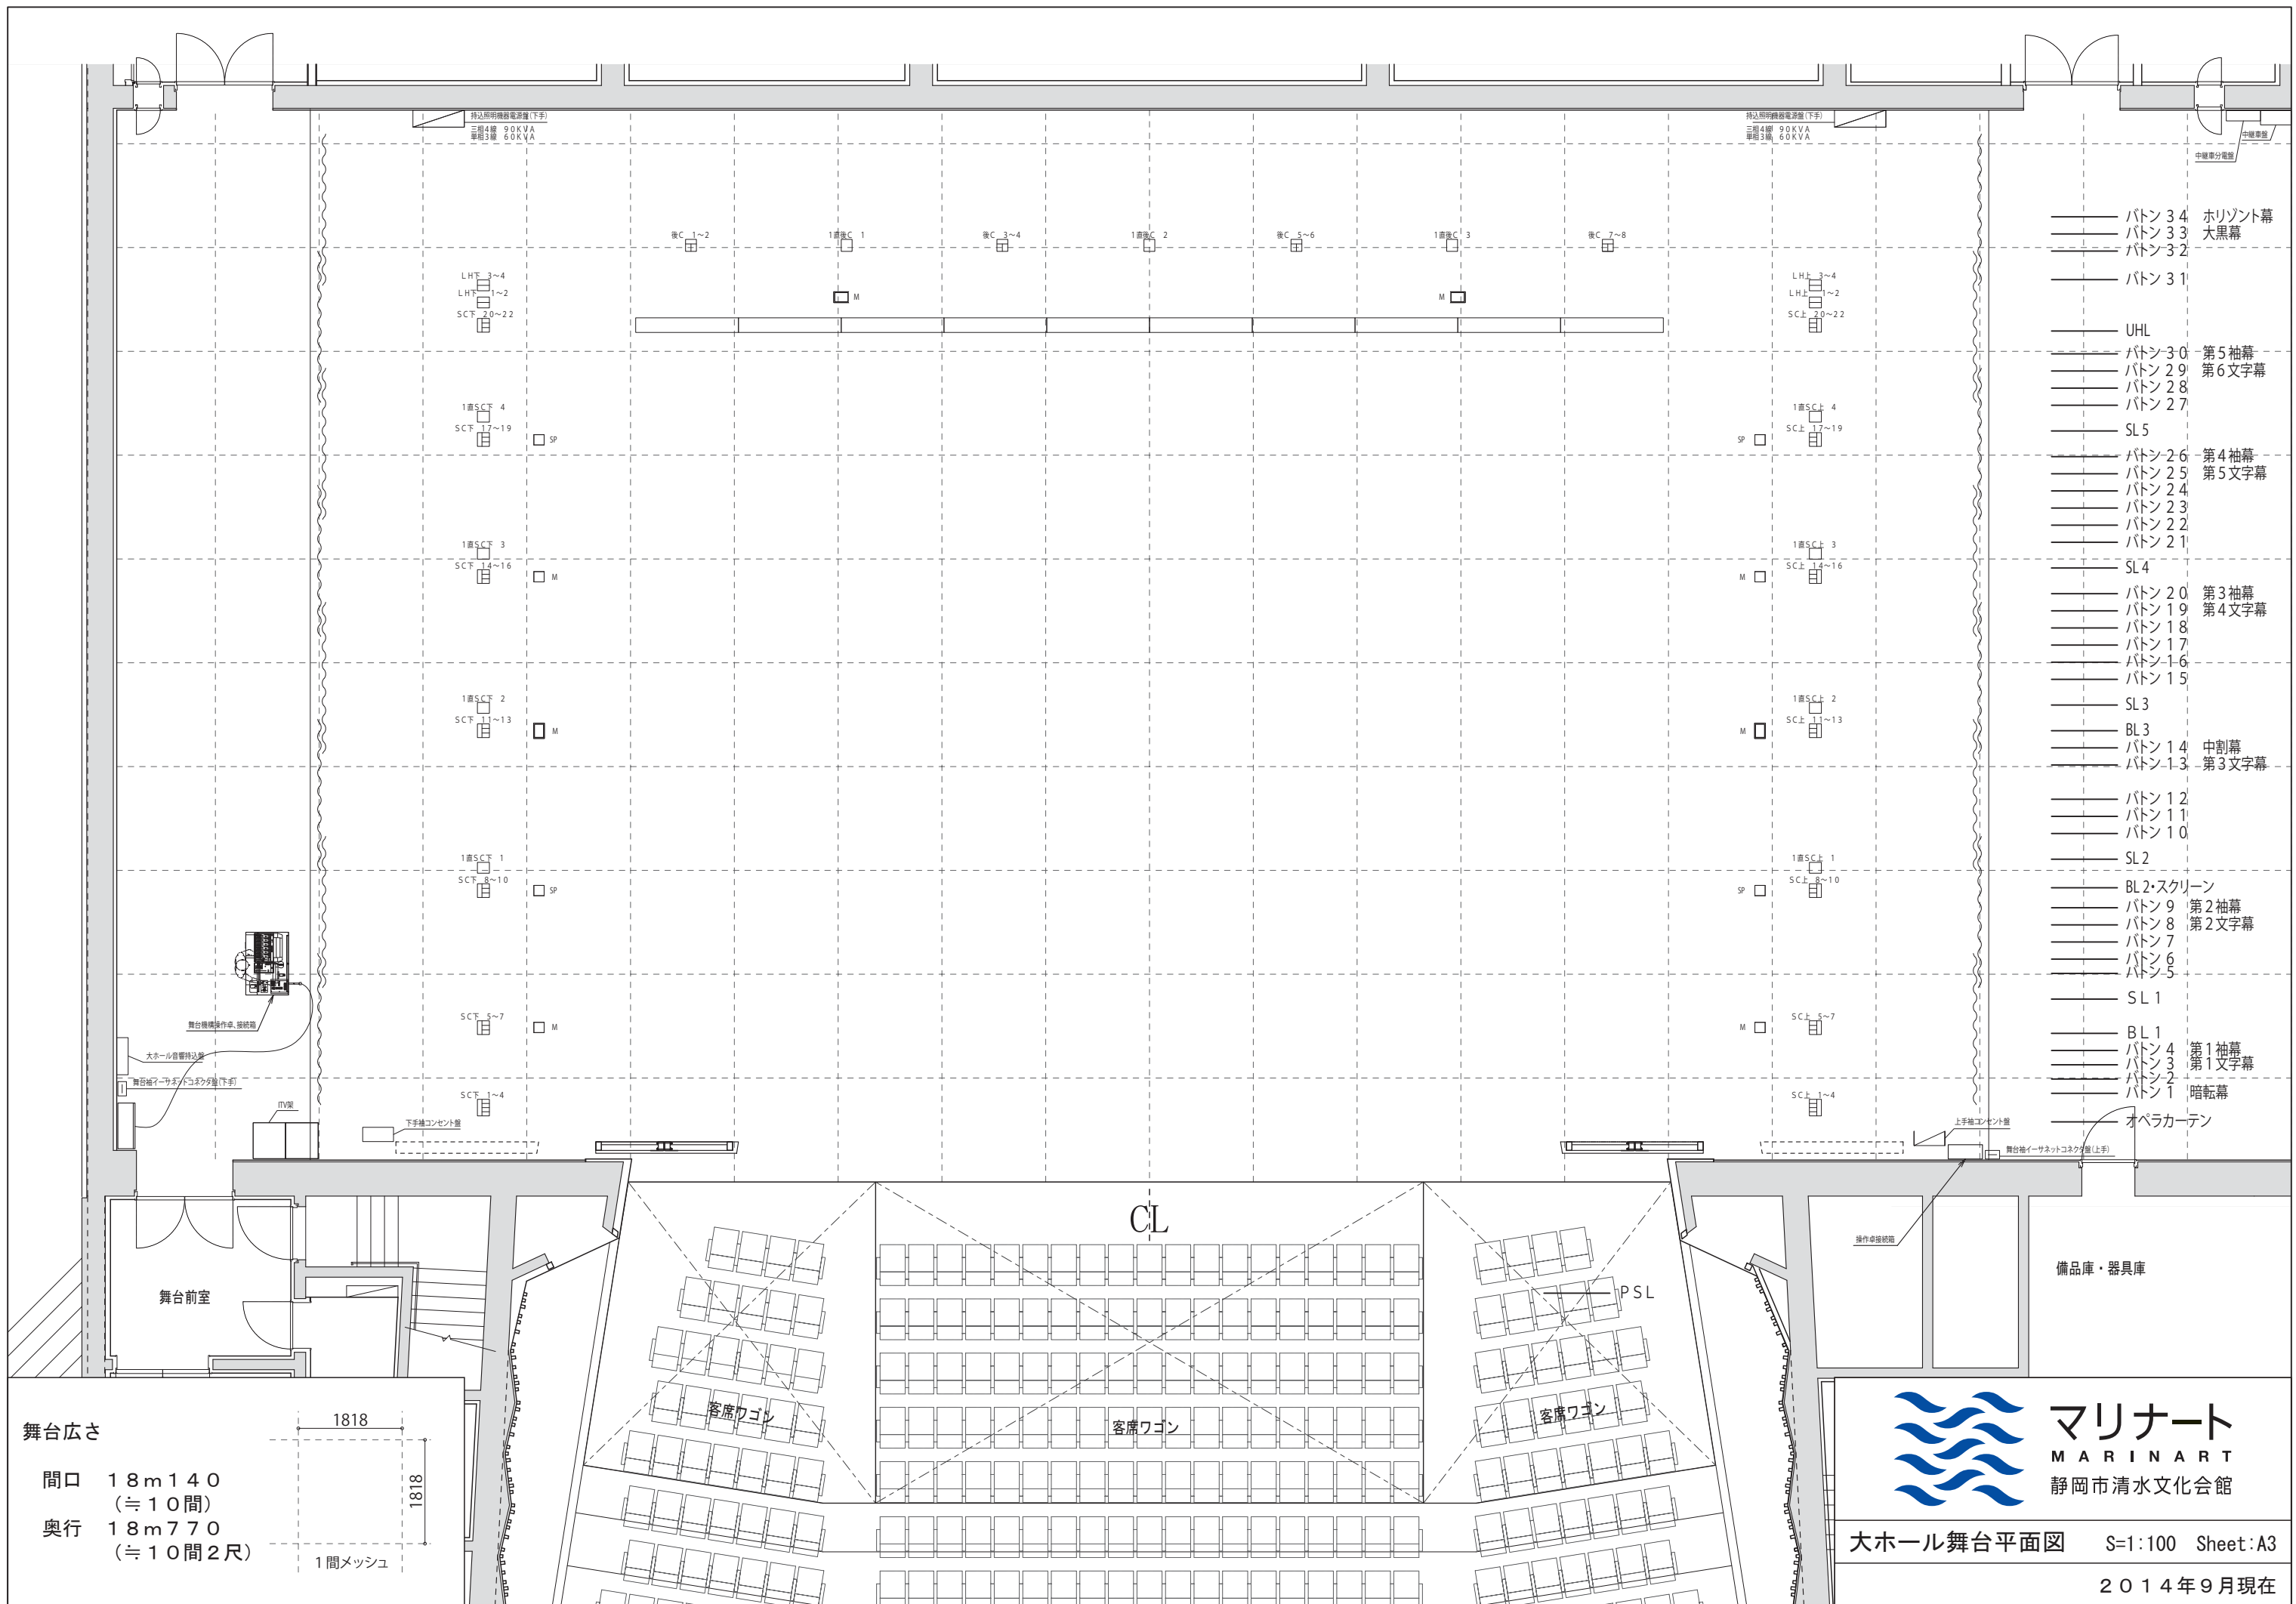 持込照明機器電源盤(下手)
三相4線 90KVA
単相3線 60KVA
持込照明機器電源盤(下手)
三相4線 90KVA
単相3線 60KVA
中継車盤
中継車分電盤
後C 1~2
1直後C 1
後C 3~4
1直後C 2
後C 5~6
1直後C 3
後C 7~8
LH下 3~4
LH下 1~2
SC下 20~22
M
M
LH上 3~4
LH上 1~2
SC上 20~22
1直SC下 4
SC下 17~19
SP
SP
1直SC上 4
SC上 17~19
1直SC下 3
SC下 14~16
M
M
1直SC上 3
SC上 14~16
1直SC下 2
SC下 11~13
M
M
1直SC上 2
SC上 11~13
1直SC下 1
SC下 8~10
SP
SP
1直SC上 1
SC上 8~10
SC下 5~7
M
M
SC上 5~7
SC下 1~4
SC上 1~4
バトン34 ホリゾント幕
バトン33 大黒幕
バトン32
バトン31
UHL
バトン30 第5袖幕
バトン29 第6文字幕
バトン28
バトン27
SL5
バトン26 第4袖幕
バトン25 第5文字幕
バトン24
バトン23
バトン22
バトン21
SL4
バトン20 第3袖幕
バトン19 第4文字幕
バトン18
バトン17
バトン16
バトン15
SL3
BL3
バトン14 中割幕
バトン13 第3文字幕
バトン12
バトン11
バトン10
SL2
BL2・スクリーン
バトン9 第2袖幕
バトン8 第2文字幕
バトン7
バトン6
バトン5
SL1
BL1
バトン4 第1袖幕
バトン3 第1文字幕
バトン2
バトン1 暗転幕
オペラカーテン
舞台機構操作卓、接続箱
大ホール音響持込盤
舞台袖イーサネットコネクタ盤(下手)
ITV架
下手袖コンセント盤
上手袖コンセント盤
舞台袖イーサネットコネクタ盤(上手)
操作卓接続箱
CL
PSL
舞台前室
備品庫・器具庫
客席ワゴン
客席ワゴン
客席ワゴン
舞台広さ
間口 18m140
(≒10間)
奥行 18m770
(≒10間2尺)
1818
1818
1間メッシュ
マリナート
MARINART
静岡市清水文化会館
大ホール舞台平面図 S=1:100 Sheet:A3
2014年9月現在